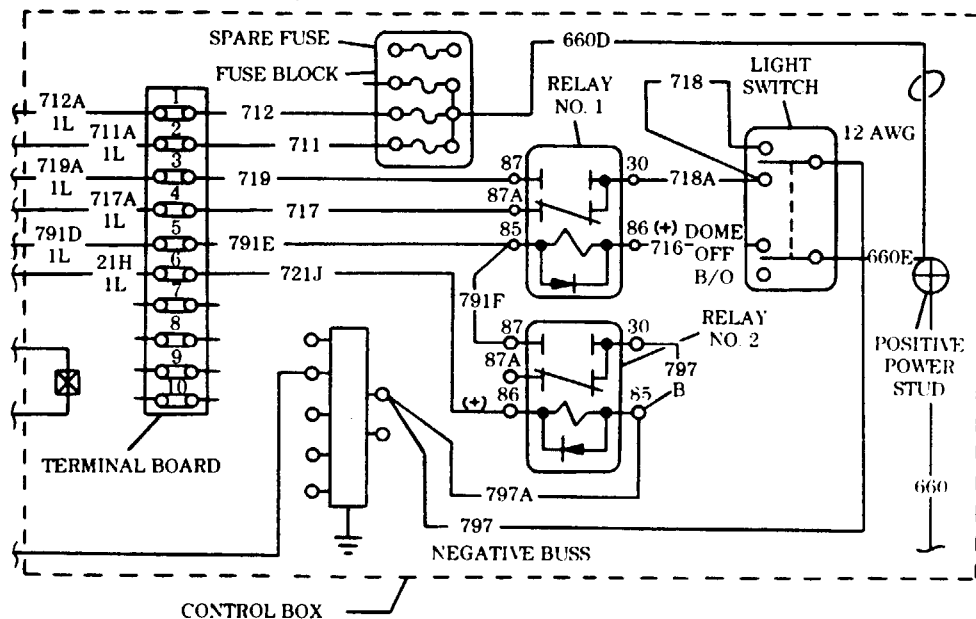 SPARE FUSE
FUSE BLOCK
660D
LIGHT
SWITCH
RELAY
NO. 1
718
12 AWG
712A
1L
1
712
711A
1L
2
711
719A
1L
3
719
87
30
718A
717A
1L
4
717
87A
791D
1L
5
791E
85
86 (+)
716
DOME
OFF
B/O
660E
21H
1L
6
721J
7
791F
87
30
RELAY
NO. 2
POSITIVE
POWER
STUD
8
87A
797
B
9
10
(+)
86
85
TERMINAL BOARD
797A
660
797
NEGATIVE BUSS
CONTROL BOX